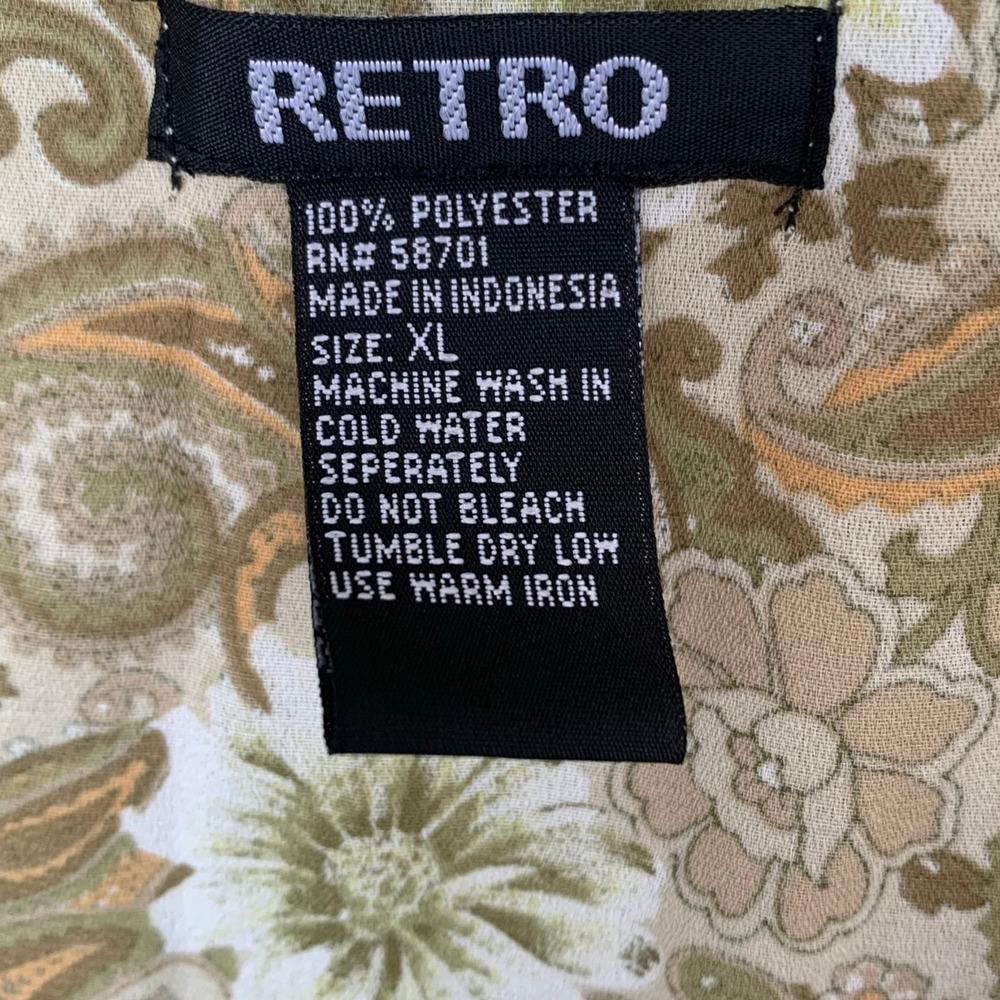 RETRO
100% POLYESTER
RN# 58701
MADE IN INDONESIA
SIZE: XL
MACHINE WASH IN
COLD WATER
SEPERATELY
DO NOT BLEACH
TUMBLE DRY LOW
USE WARM IRON